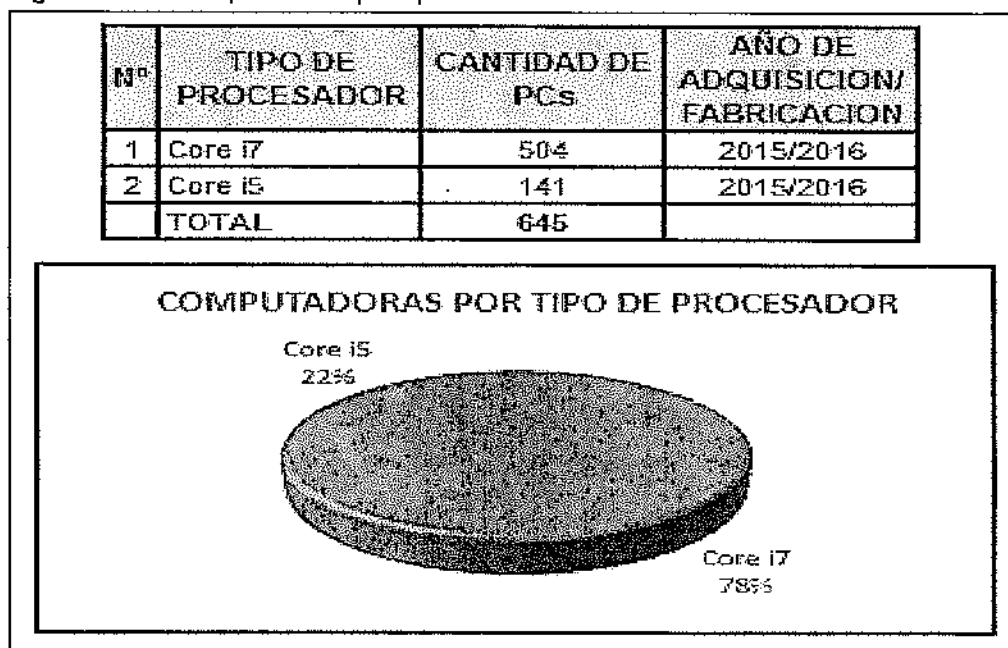 Nº TIPO DE PROCESADOR CANTIDAD DE PCs AÑO DE ADQUISICION/ FABRICACION
1 Core i7 504 2015/2016
2 Core i5 141 2015/2016
TOTAL 645
COMPUTADORAS POR TIPO DE PROCESADOR
Core i5
22%
Core i7
78%